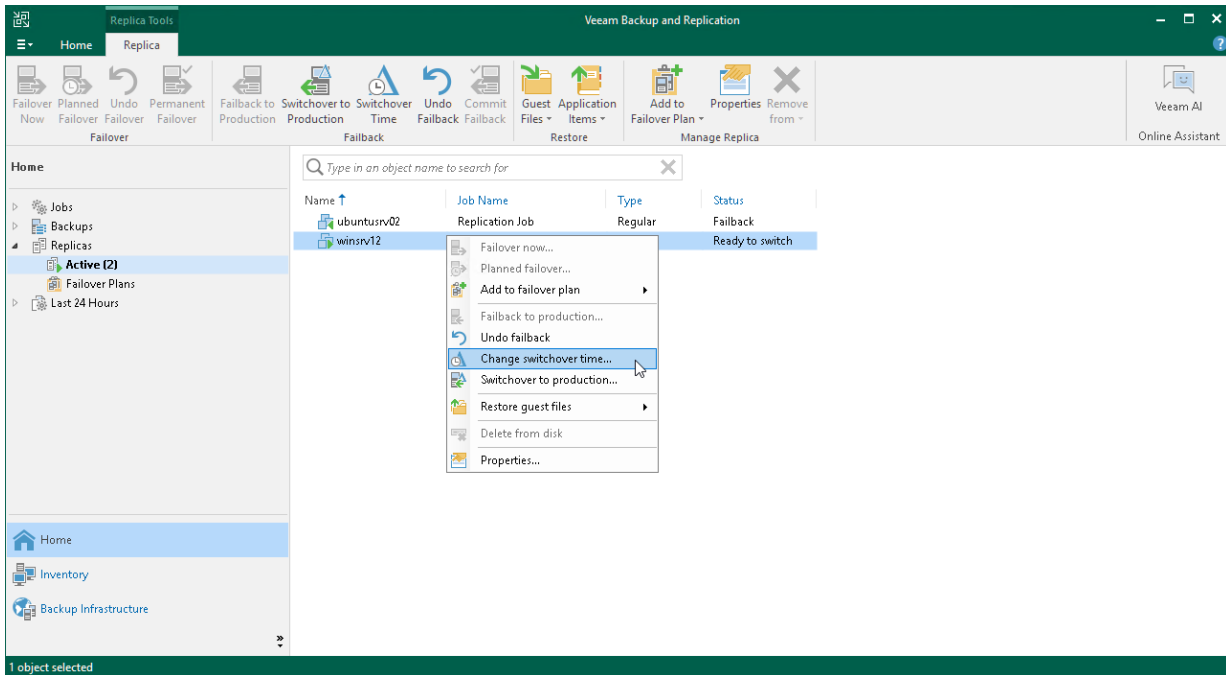 Replica Tools
Veeam Backup and Replication
Home Replica
Failover Now
Planned Failover
Undo Failover
Permanent Failover
Failover
Failback to Production
Switchover to Production
Switchover Time
Undo Failback
Commit Failback
Failback
Guest Files
Application Items
Restore
Add to Failover Plan
Properties
Remove from
Manage Replica
Veeam AI
Online Assistant
Home
Jobs
Backups
Replicas
Active (2)
Failover Plans
Last 24 Hours
Home
Inventory
Backup Infrastructure
Type in an object name to search for
Name Job Name Type Status
ubuntusrv02 Replication Job Regular Failback
winsrv12 Ready to switch
Failover now...
Planned failover...
Add to failover plan
Failback to production...
Undo failback
Change switchover time...
Switchover to production...
Restore guest files
Delete from disk
Properties...
1 object selected